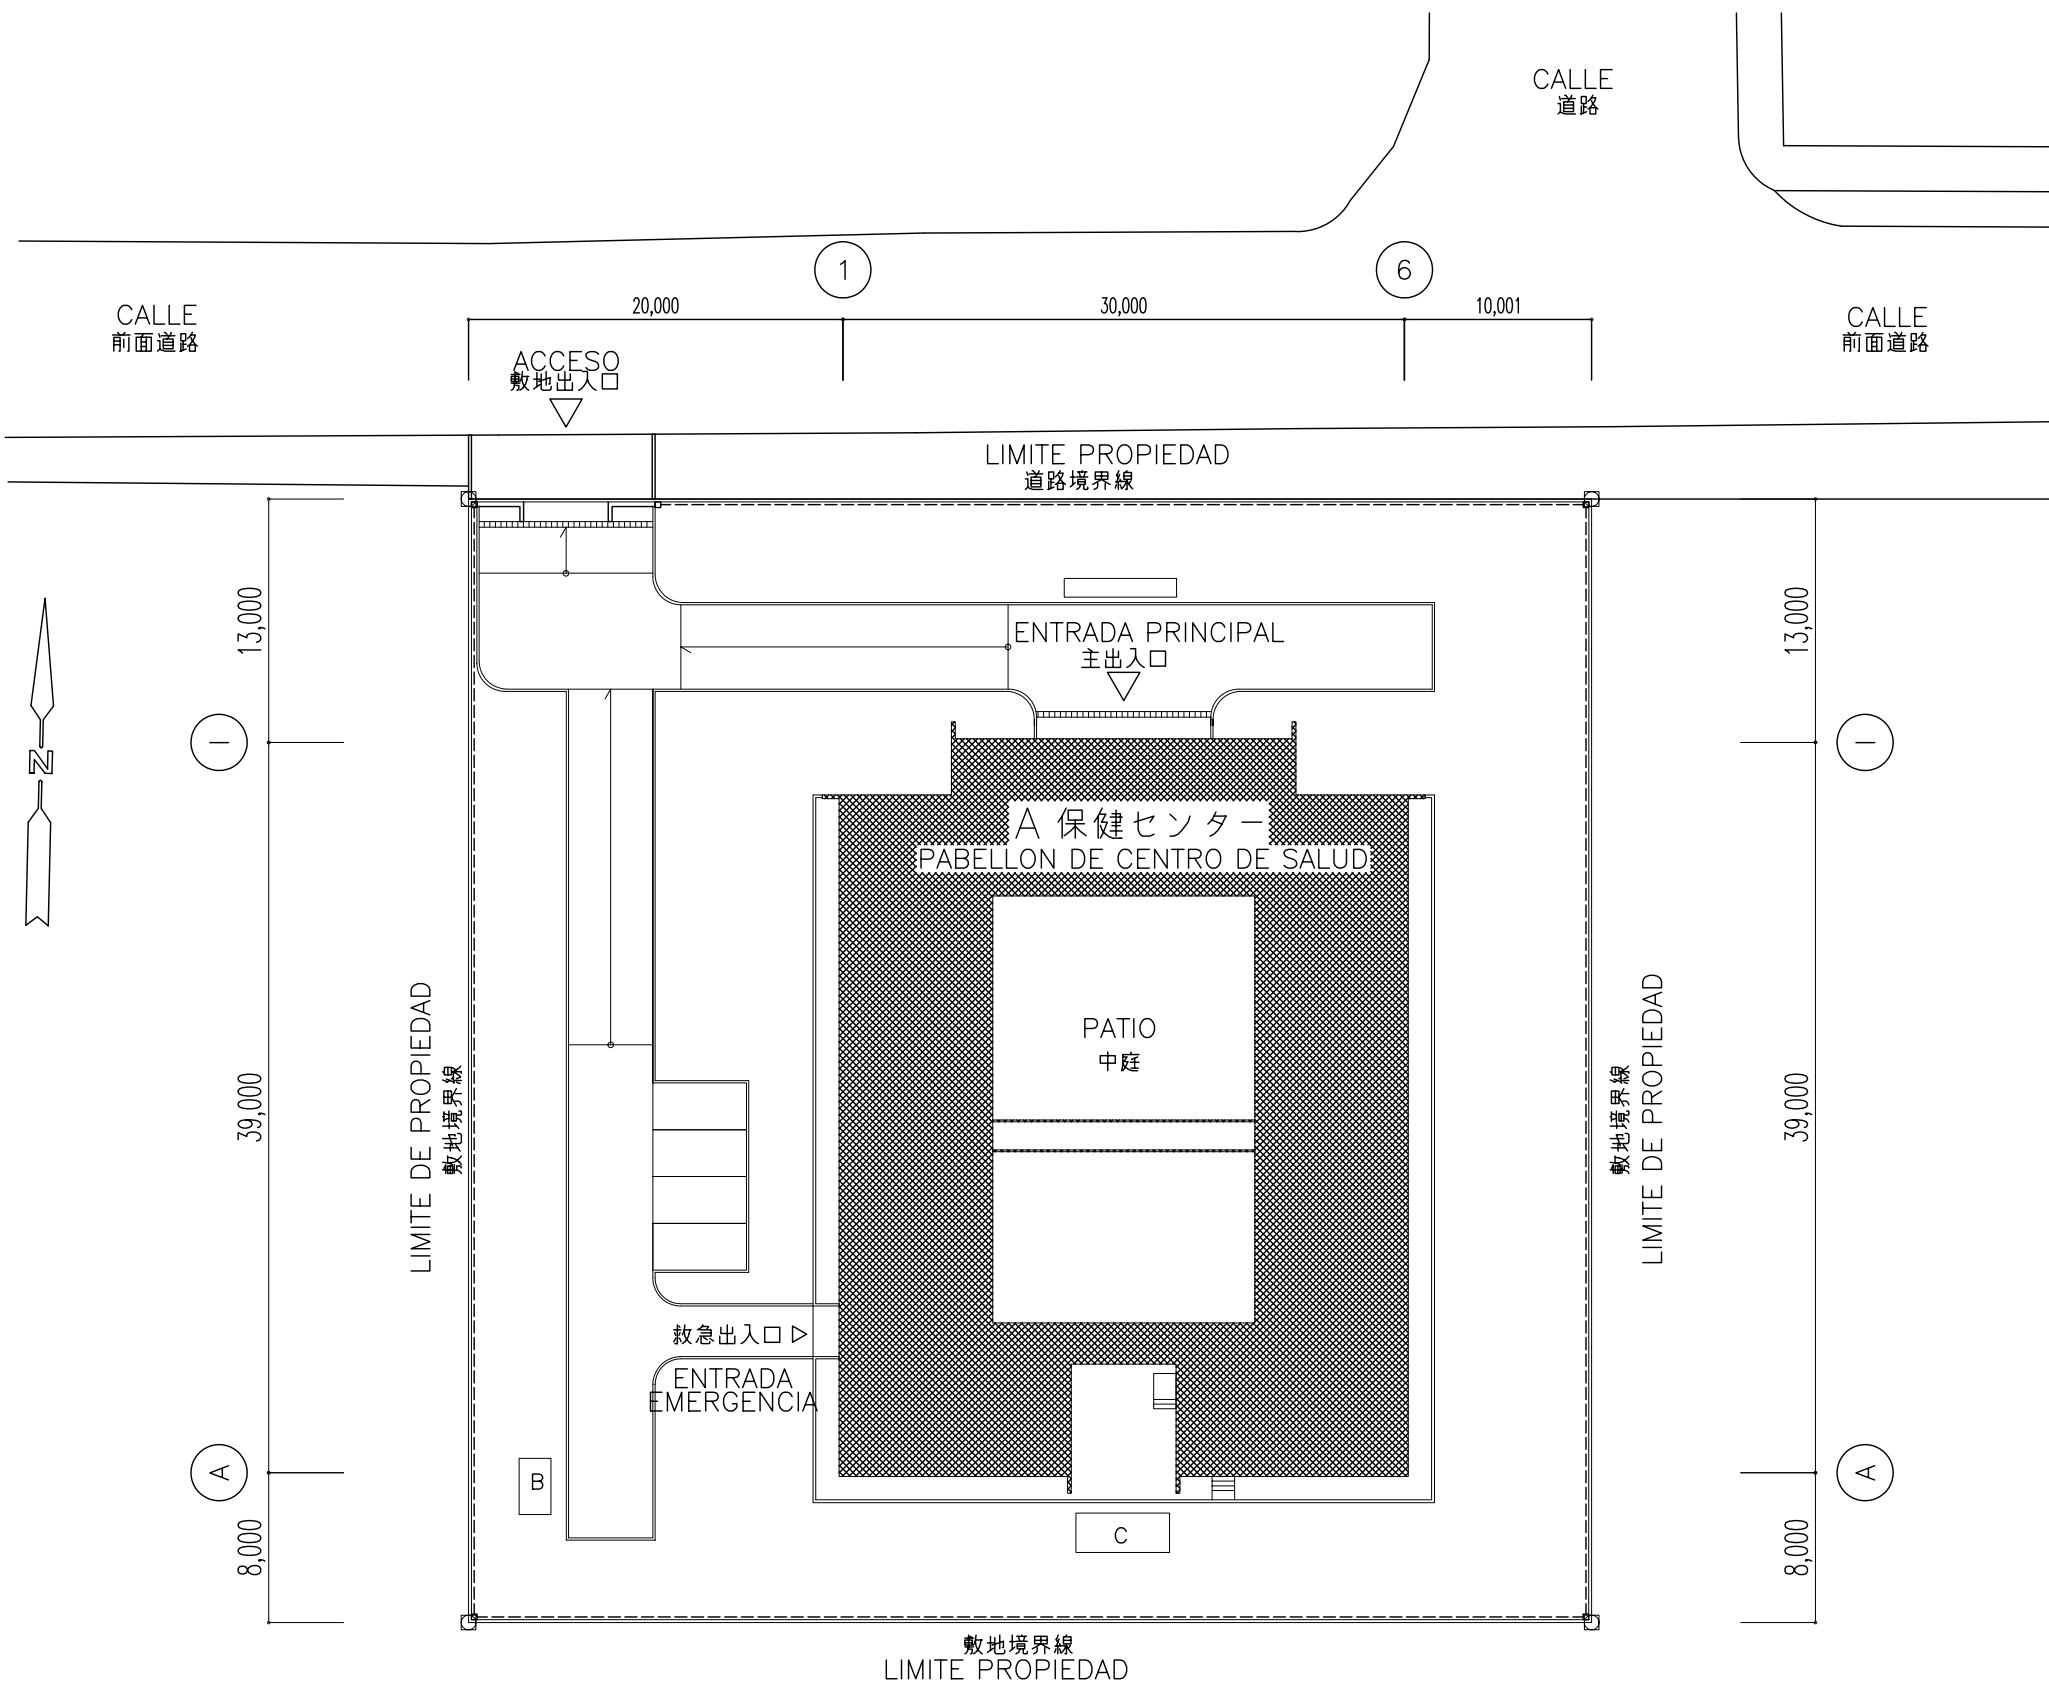 CALLE
道路
1
6
20,000
30,000
10,001
CALLE
前面道路
CALLE
前面道路
ACCESO
敷地出入口
LIMITE PROPIEDAD
道路境界線
13,000
13,000
ENTRADA PRINCIPAL
主出入口
I
I
N
A 保健センター
PABELLON DE CENTRO DE SALUD
PATIO
中庭
LIMITE DE PROPIEDAD
敷地境界線
39,000
39,000
敷地境界線
LIMITE DE PROPIEDAD
救急出入口
ENTRADA
EMERGENCIA
A
A
B
C
8,000
8,000
敷地境界線
LIMITE PROPIEDAD